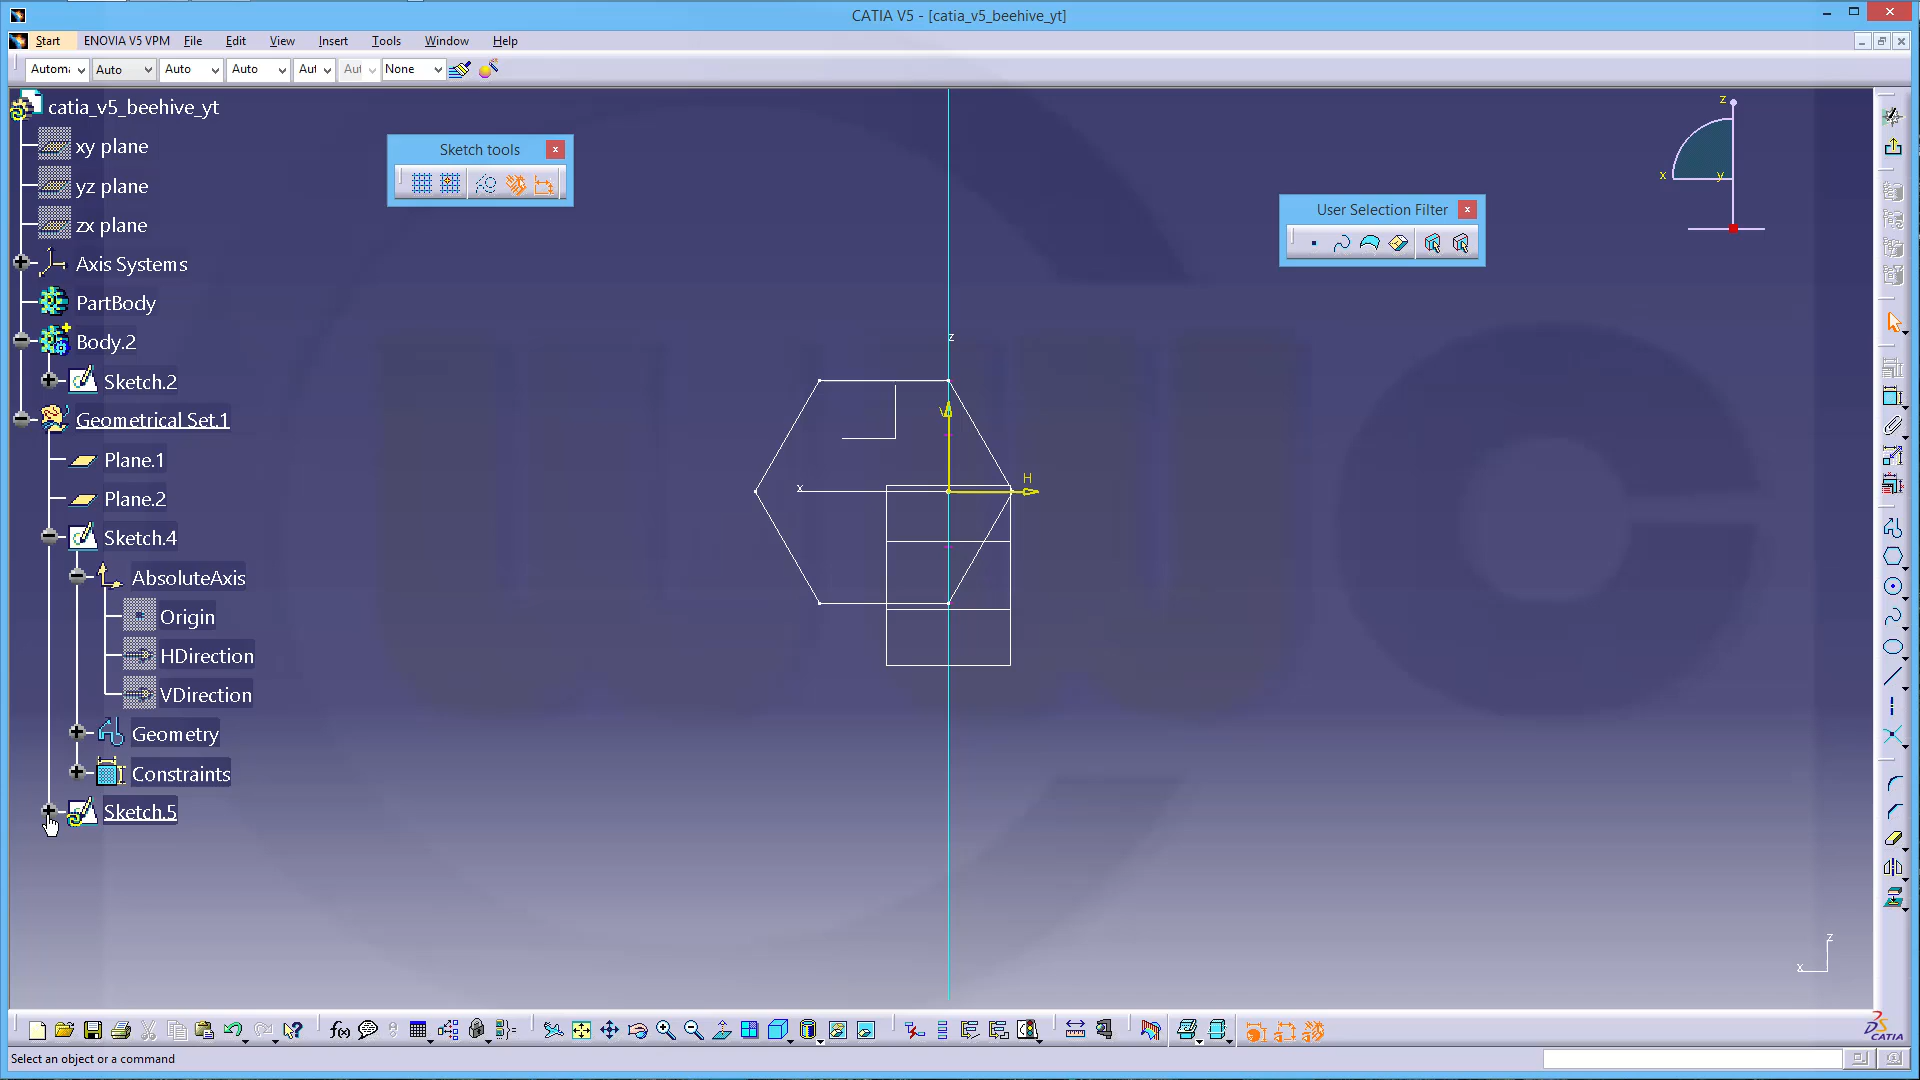 CATIA V5 - [catia_v5_beehive_yt]
Start ENOVIA V5 VPM File Edit View Insert Tools Window Help
Automa Auto Auto Auto Aut Aut None
catia_v5_beehive_yt
xy plane
yz plane
zx plane
Axis Systems
PartBody
Body.2
Sketch.2
Geometrical Set.1
Plane.1
Plane.2
Sketch.4
AbsoluteAxis
Origin
HDirection
VDirection
Geometry
Constraints
Sketch.5
Sketch tools
User Selection Filter
z
x
y
z
V
H
x
z
x
f(x)
CATIA
Select an object or a command